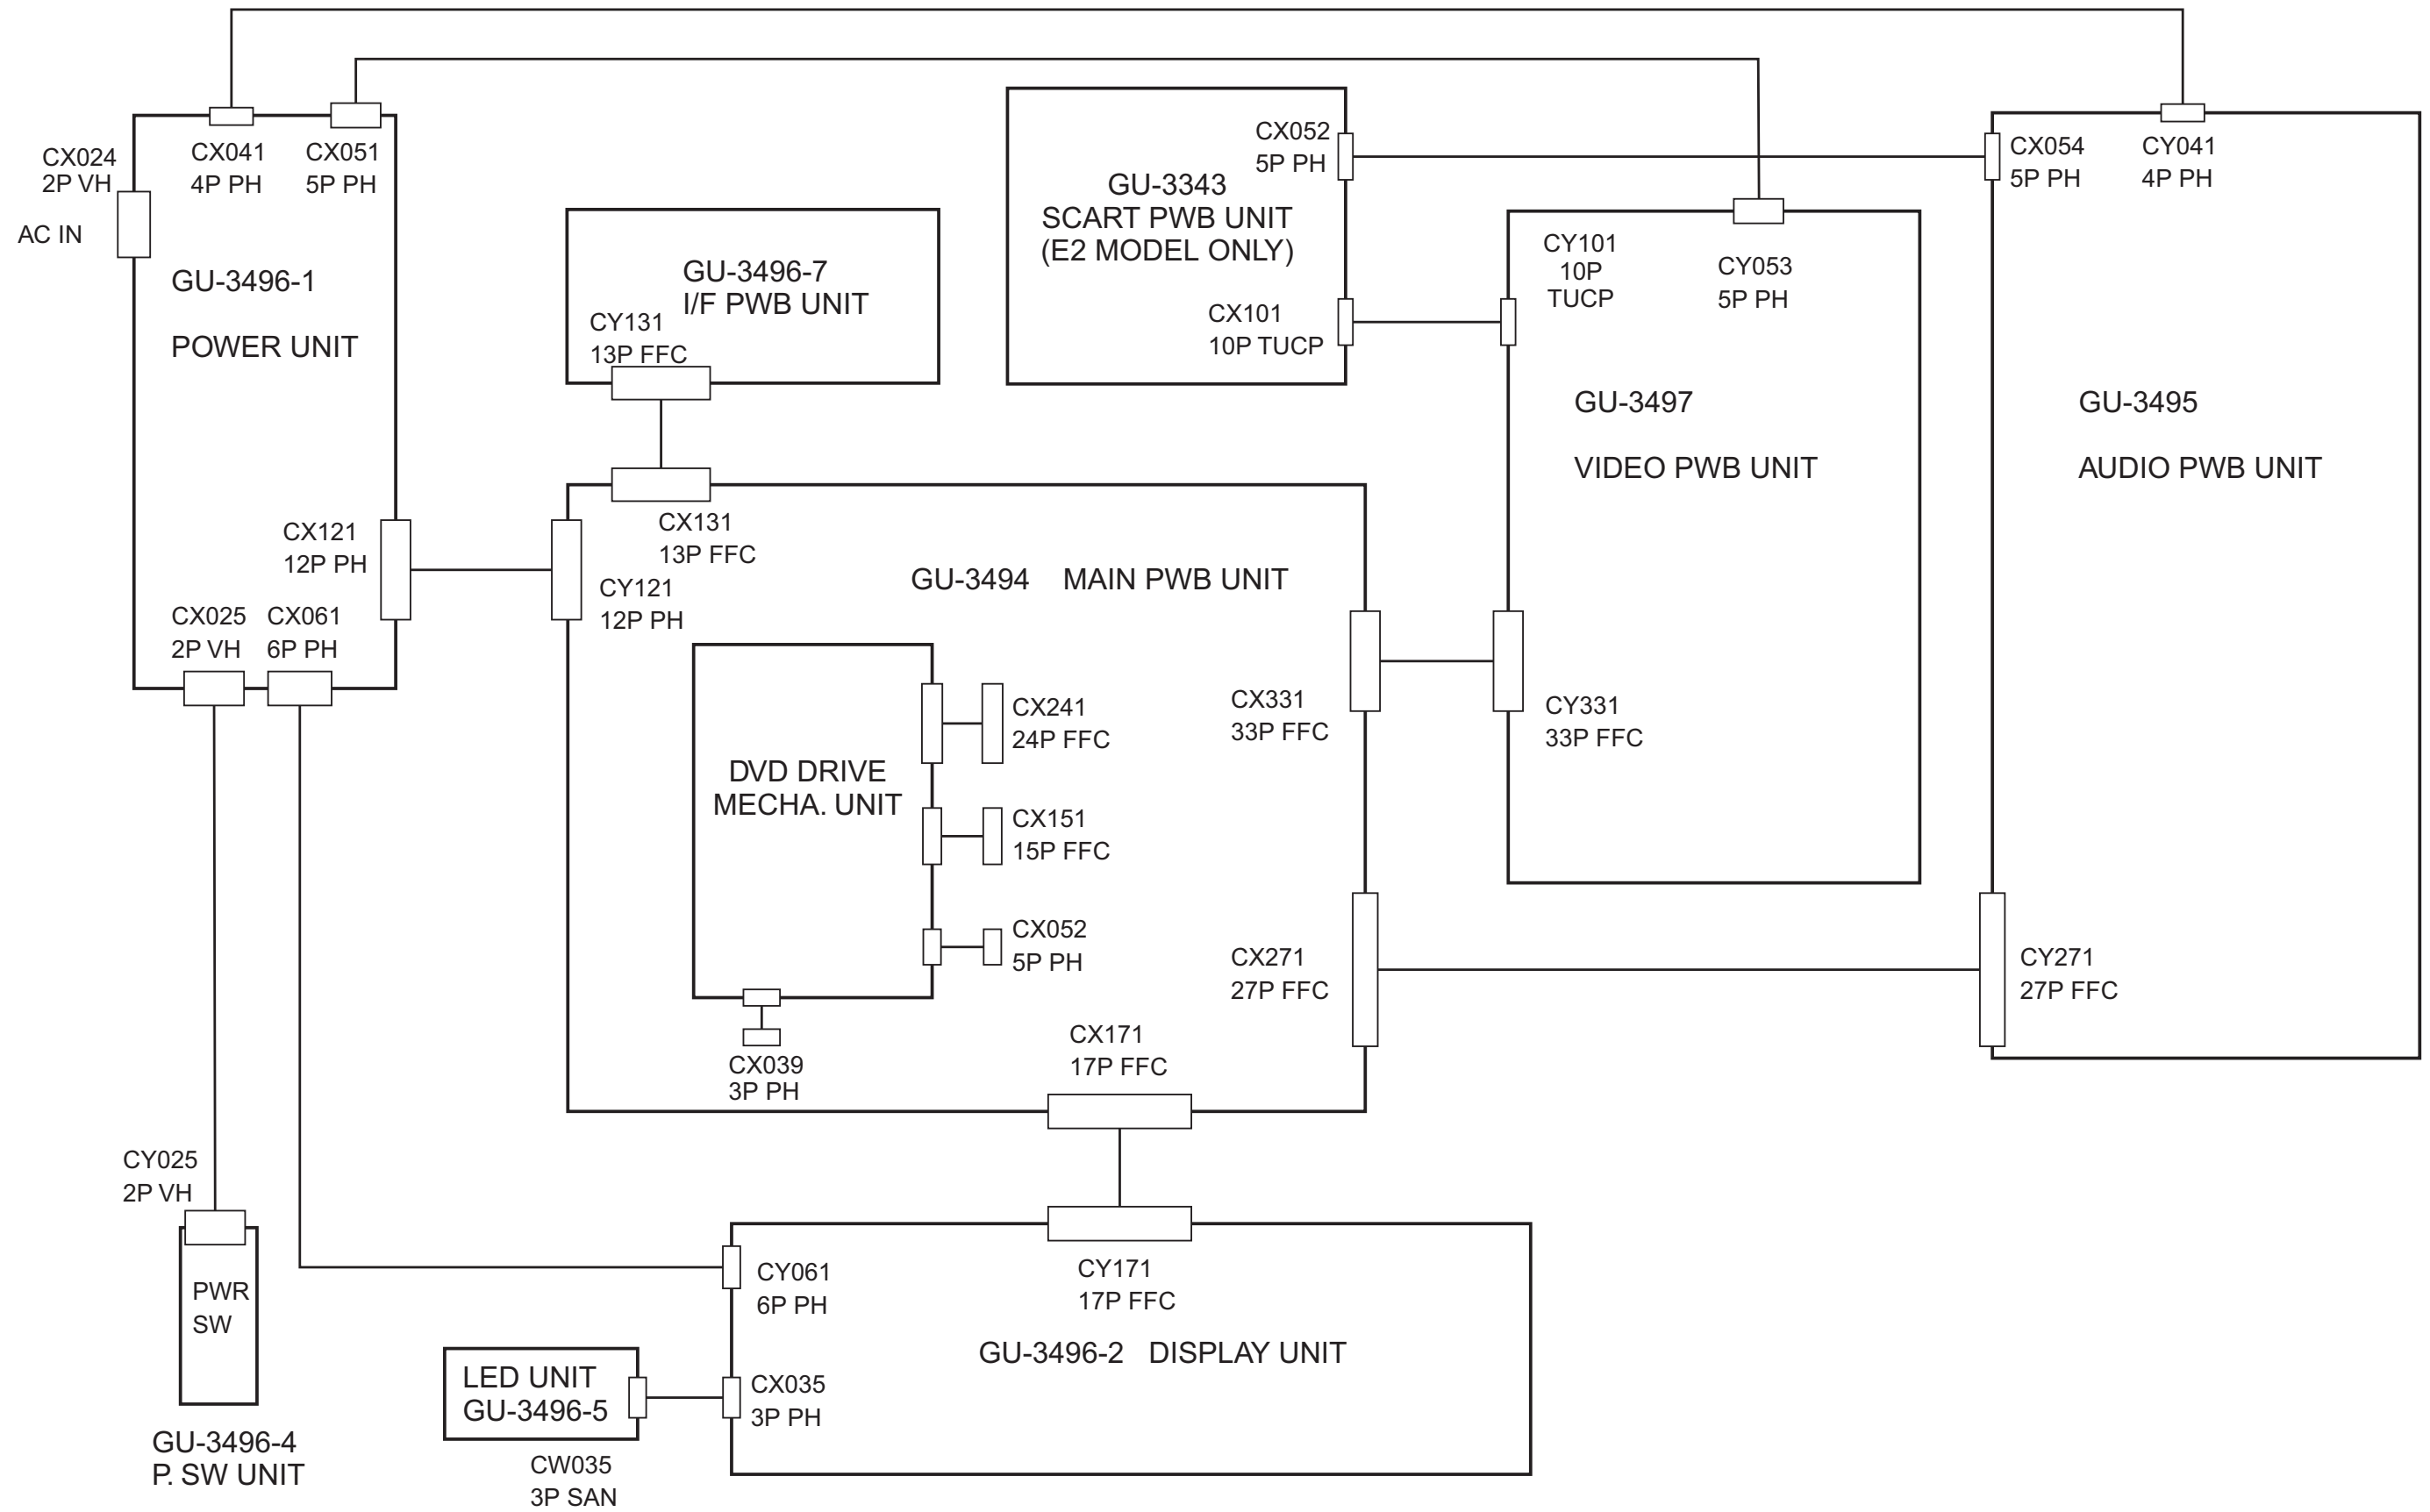 CX024
2P VH
AC IN
CX041
4P PH
CX051
5P PH
GU-3496-1
POWER UNIT
CX121
12P PH
CX025
2P VH
CX061
6P PH
GU-3496-7
I/F PWB UNIT
CY131
13P FFC
CX052
5P PH
GU-3343
SCART PWB UNIT
(E2 MODEL ONLY)
CX101
10P TUCP
CY101
10P
TUCP
CY053
5P PH
GU-3497
VIDEO PWB UNIT
CY331
33P FFC
CX054
5P PH
CY041
4P PH
GU-3495
AUDIO PWB UNIT
CY271
27P FFC
CX131
13P FFC
CY121
12P PH
GU-3494 MAIN PWB UNIT
CX331
33P FFC
DVD DRIVE
MECHA. UNIT
CX241
24P FFC
CX151
15P FFC
CX052
5P PH
CX039
3P PH
CX271
27P FFC
CX171
17P FFC
CY025
2P VH
PWR
SW
GU-3496-4
P. SW UNIT
CY061
6P PH
CY171
17P FFC
GU-3496-2 DISPLAY UNIT
CX035
3P PH
LED UNIT
GU-3496-5
CW035
3P SAN